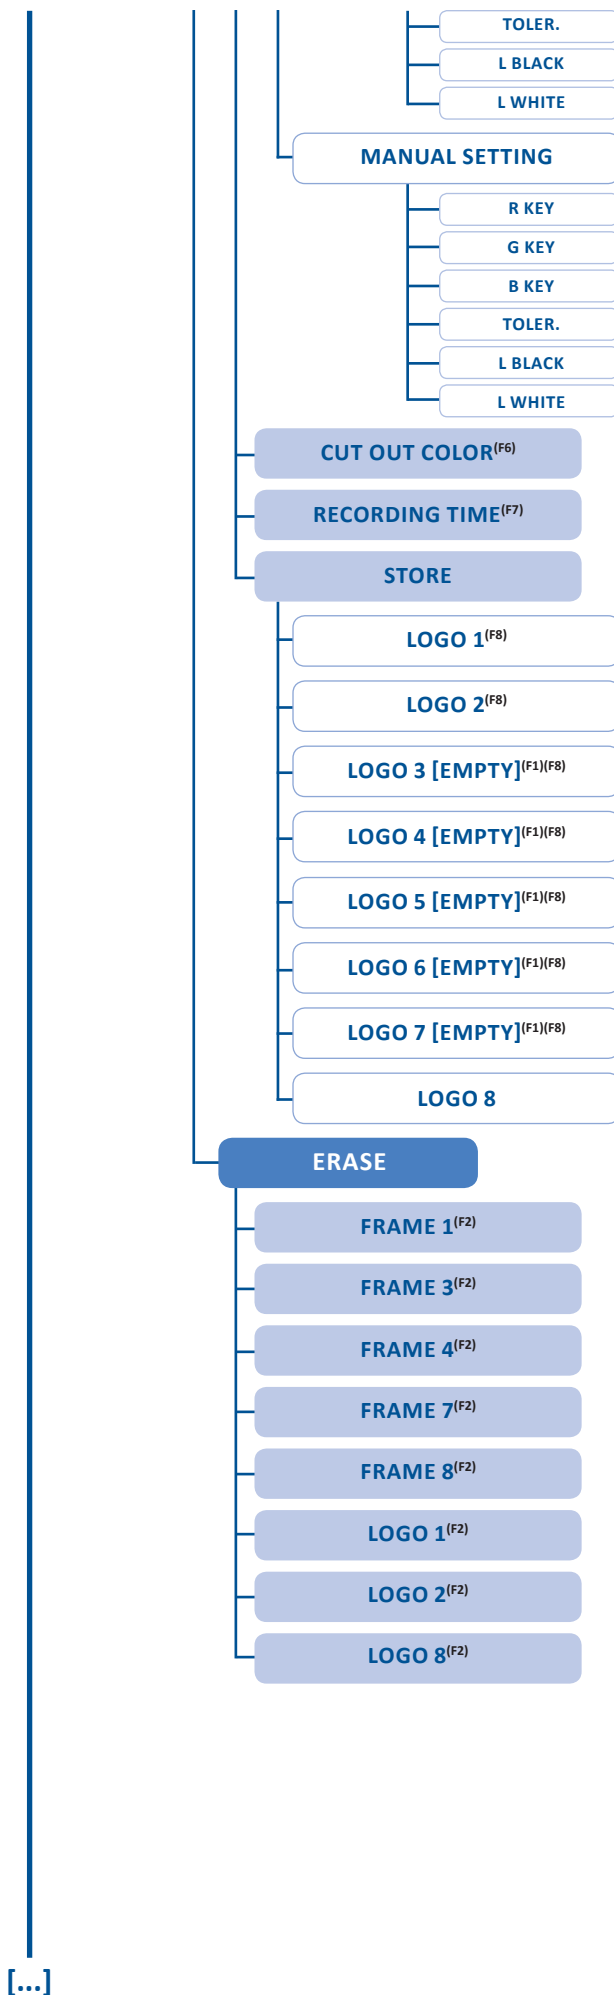 TOLER.
L BLACK
L WHITE
MANUAL SETTING
R KEY
G KEY
B KEY
TOLER.
L BLACK
L WHITE
CUT OUT COLOR(F6)
RECORDING TIME(F7)
STORE
LOGO 1(F8)
LOGO 2(F8)
LOGO 3 [EMPTY](F1)(F8)
LOGO 4 [EMPTY](F1)(F8)
LOGO 5 [EMPTY](F1)(F8)
LOGO 6 [EMPTY](F1)(F8)
LOGO 7 [EMPTY](F1)(F8)
LOGO 8
ERASE
FRAME 1(F2)
FRAME 3(F2)
FRAME 4(F2)
FRAME 7(F2)
FRAME 8(F2)
LOGO 1(F2)
LOGO 2(F2)
LOGO 8(F2)
[...]